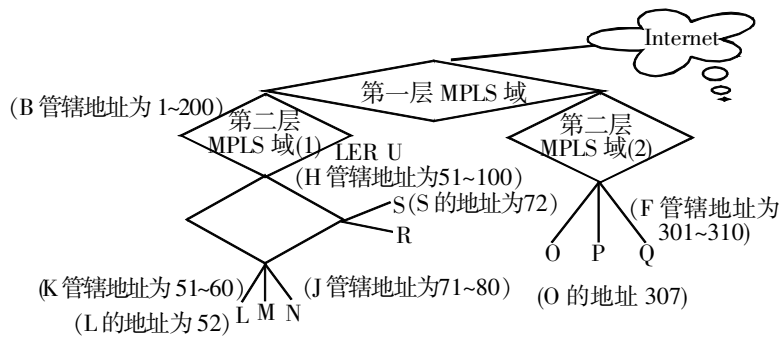 Internet
第一层 MPLS 域
(B 管辖地址为 1~200)
第二层
MPLS 域(1)
第二层
MPLS 域(2)
LER U
(H 管辖地址为51~100)
S(S 的地址为72)
R
(F 管辖地址为
301~310)
O P Q
(K 管辖地址为 51~60)
(J 管辖地址为71~80)
(O 的地址 307)
(L 的地址为 52)
L M N